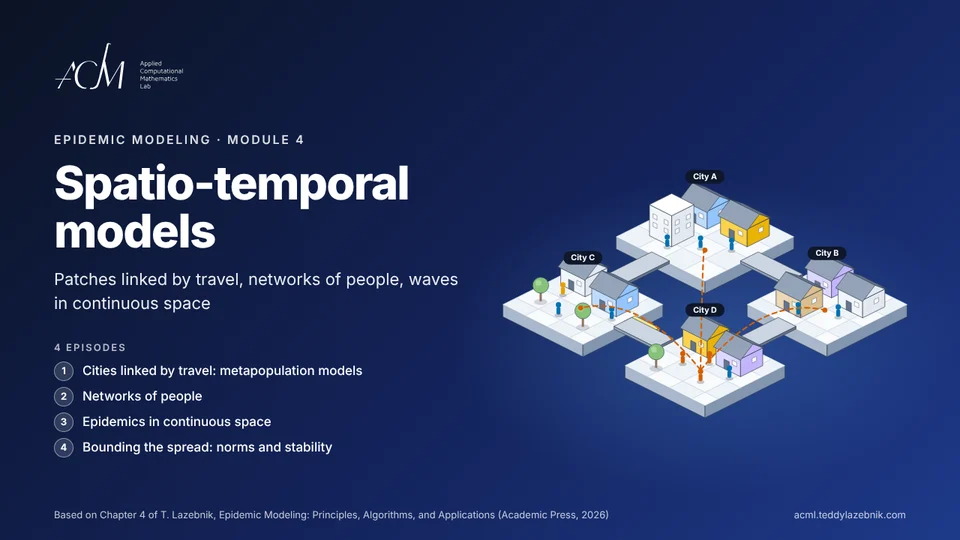 ACM
Applied
Computational
Mathematics
Lab
EPIDEMIC MODELING · MODULE 4
Spatio-temporal
models
Patches linked by travel, networks of people, waves
in continuous space
4 EPISODES
1 Cities linked by travel: metapopulation models
2 Networks of people
3 Epidemics in continuous space
4 Bounding the spread: norms and stability
City A
City B
City C
City D
Based on Chapter 4 of T. Lazebnik, Epidemic Modeling: Principles, Algorithms, and Applications (Academic Press, 2026)
acml.teddylazebnik.com